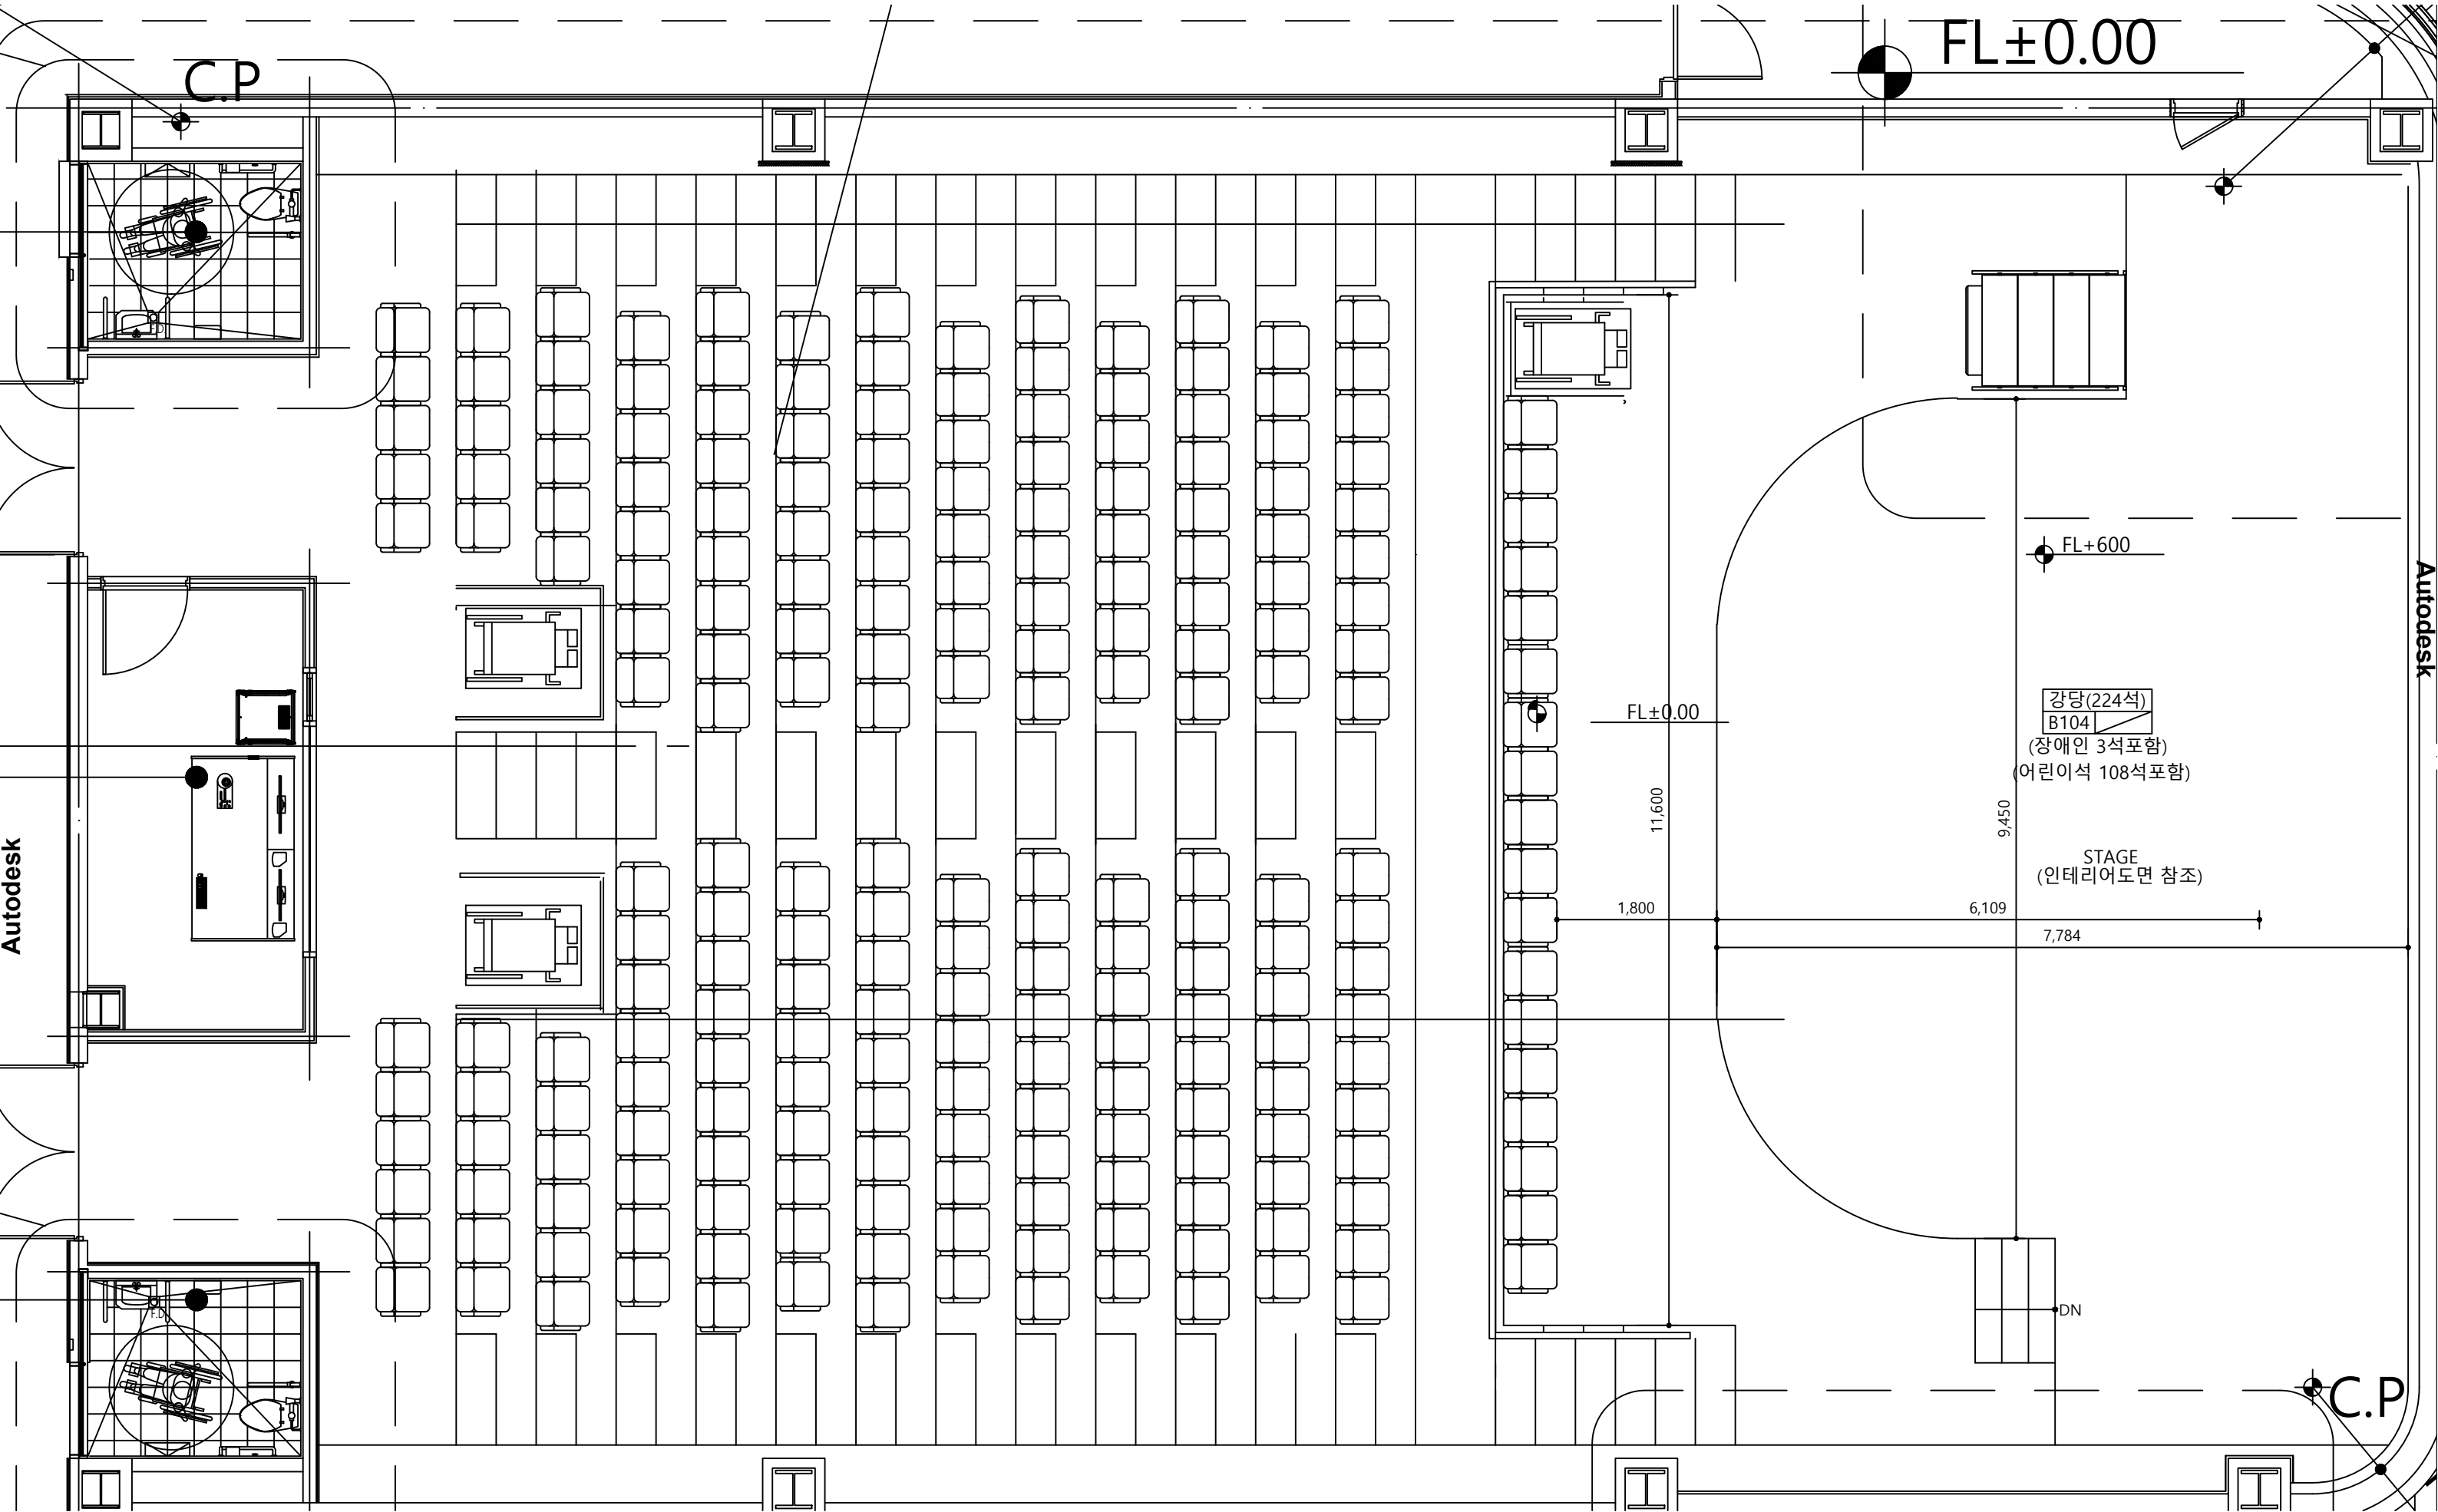 FL±0.00
C.P
FL+600
Autodesk
강당(224석)
B104
(장애인 3석포함)
(어린이석 108석포함)
FL±0.00
11,600
9,450
STAGE
(인테리어도면 참조)
Autodesk
1,800
6,109
7,784
DN
C.P
F.D
F.D